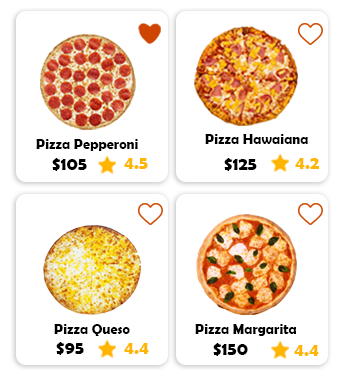 Pizza Pepperoni
$105 4.5
Pizza Hawaiana
$125 4.2
Pizza Queso
$95 4.4
Pizza Margarita
$150 4.4